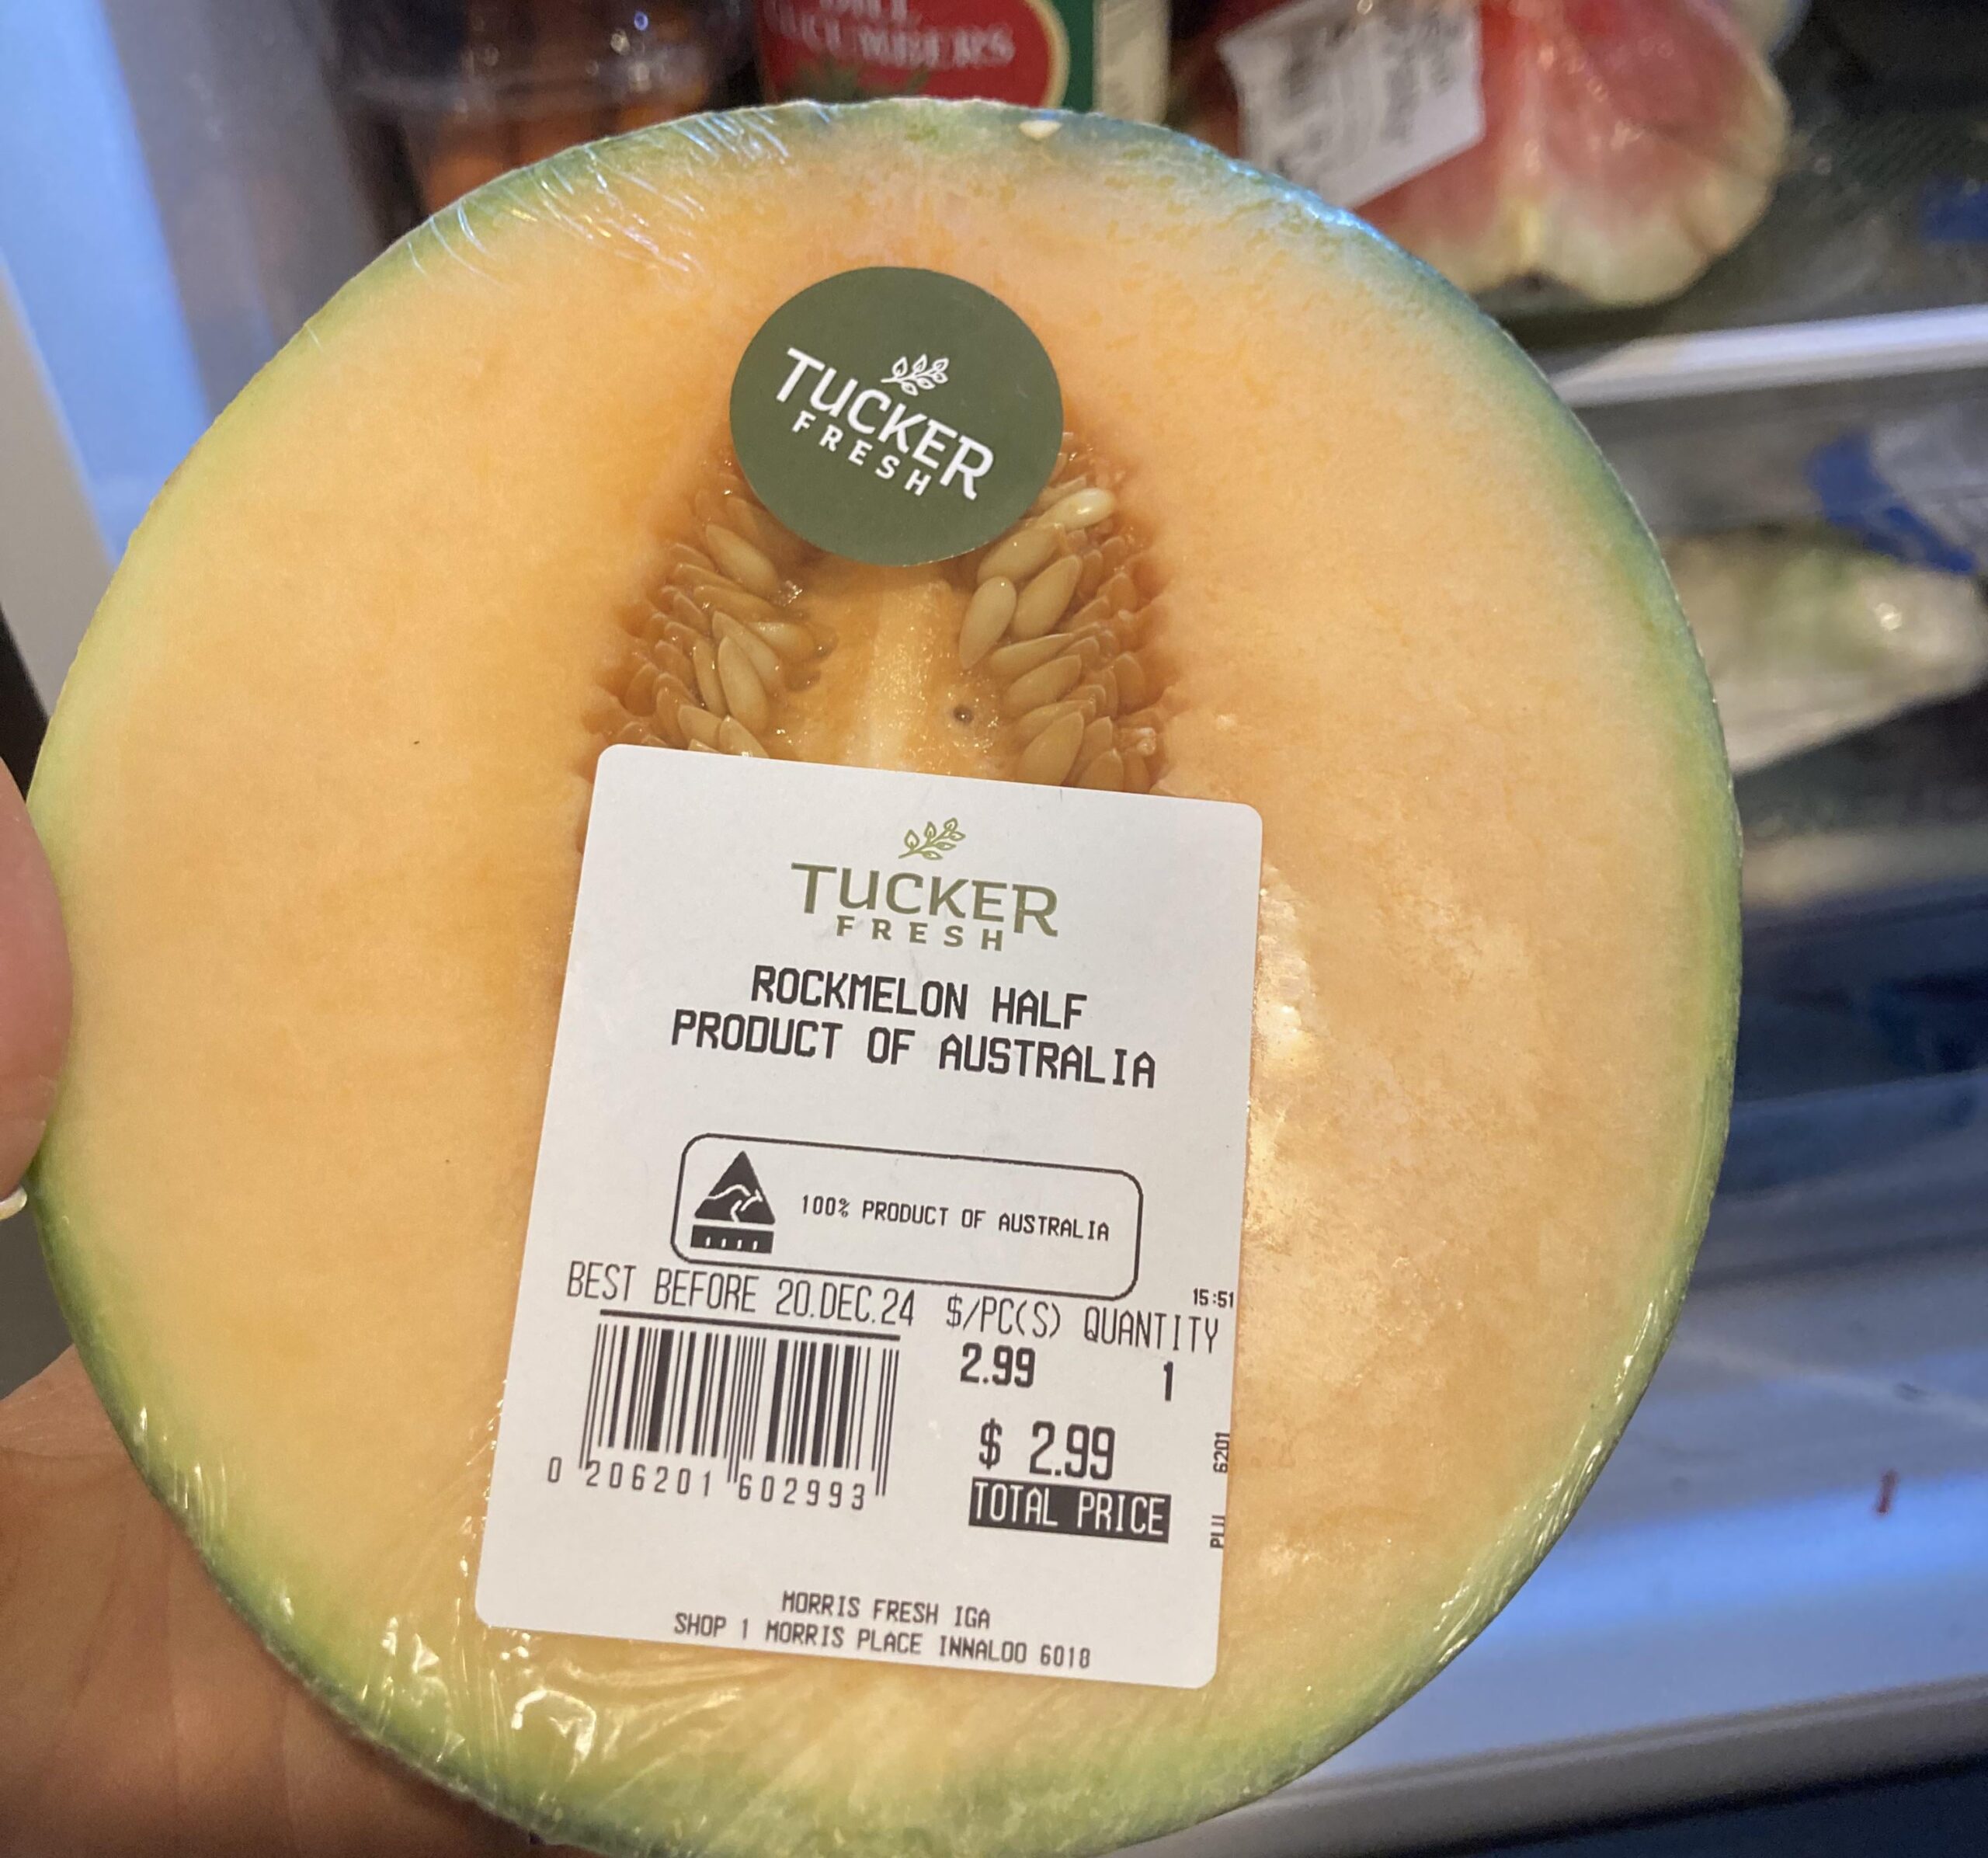 CUCUMBERS
TUCKER
FRESH
TUCKER
FRESH
ROCKMELON HALF
PRODUCT OF AUSTRALIA
100% PRODUCT OF AUSTRALIA
15:51
BEST BEFORE 20.DEC.24 $/PC(S) QUANTITY
2.99 1
$ 2.99
TOTAL PRICE
0 206201 602993
PLU 6201
MORRIS FRESH IGA
SHOP 1 MORRIS PLACE INNALOO 6018